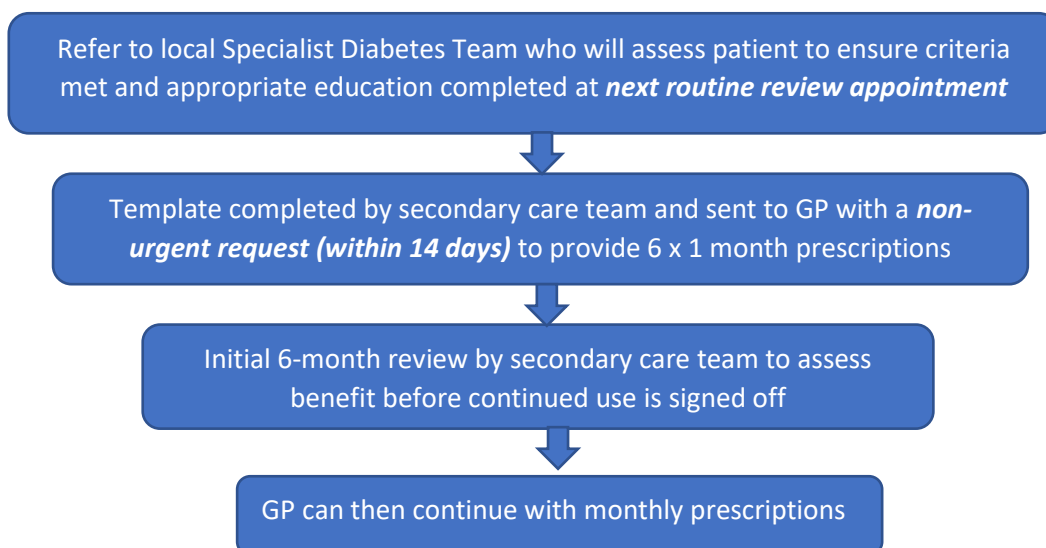 Refer to local Specialist Diabetes Team who will assess patient to ensure criteria
met and appropriate education completed at next routine review appointment
Template completed by secondary care team and sent to GP with a non-
urgent request (within 14 days) to provide 6 x 1 month prescriptions
Initial 6-month review by secondary care team to assess
benefit before continued use is signed off
GP can then continue with monthly prescriptions